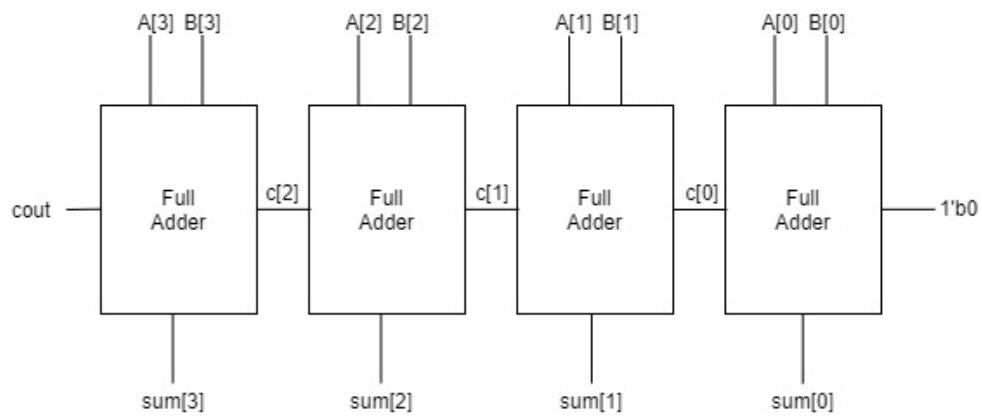 A[3] B[3]
A[2] B[2]
A[1] B[1]
A[0] B[0]
cout
Full
Adder
c[2]
Full
Adder
c[1]
Full
Adder
c[0]
Full
Adder
1'b0
sum[3]
sum[2]
sum[1]
sum[0]